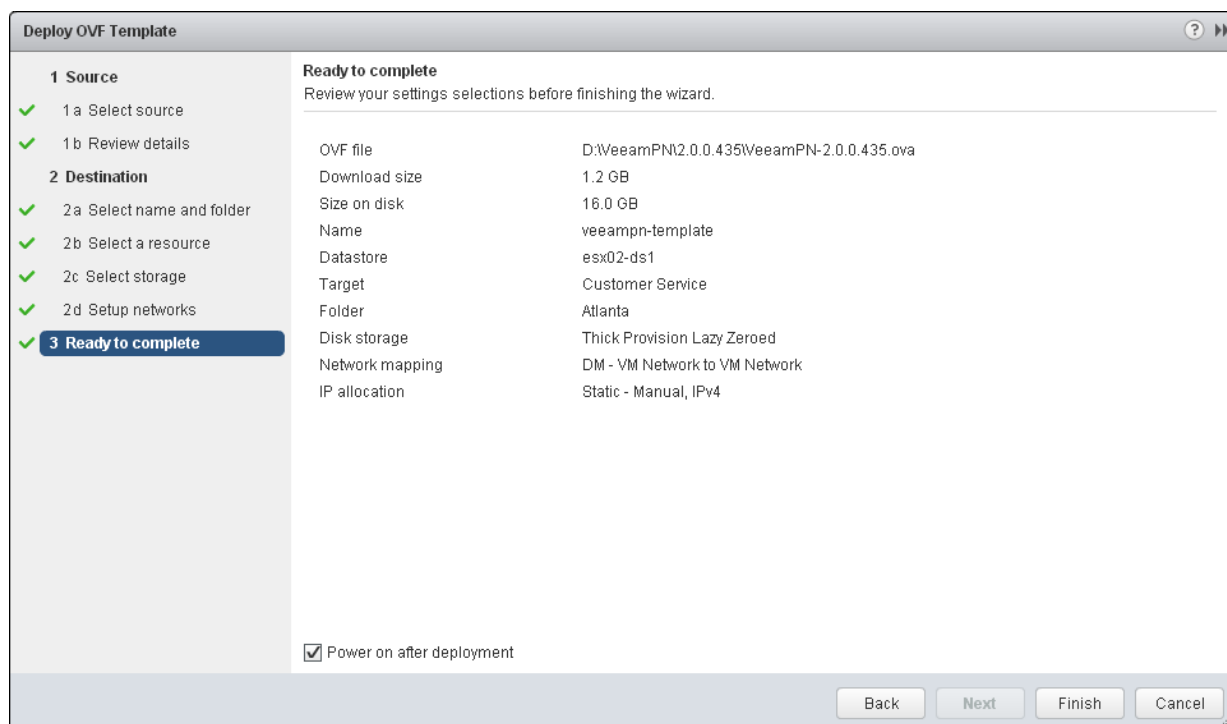 Deploy OVF Template
1 Source
1a Select source
1b Review details
2 Destination
2a Select name and folder
2b Select a resource
2c Select storage
2d Setup networks
3 Ready to complete
Ready to complete
Review your settings selections before finishing the wizard.
OVF file D:\VeeamPN\2.0.0.435\VeeamPN-2.0.0.435.ova
Download size 1.2 GB
Size on disk 16.0 GB
Name veeampn-template
Datastore esx02-ds1
Target Customer Service
Folder Atlanta
Disk storage Thick Provision Lazy Zeroed
Network mapping DM - VM Network to VM Network
IP allocation Static - Manual, IPv4
Power on after deployment
Back Next Finish Cancel